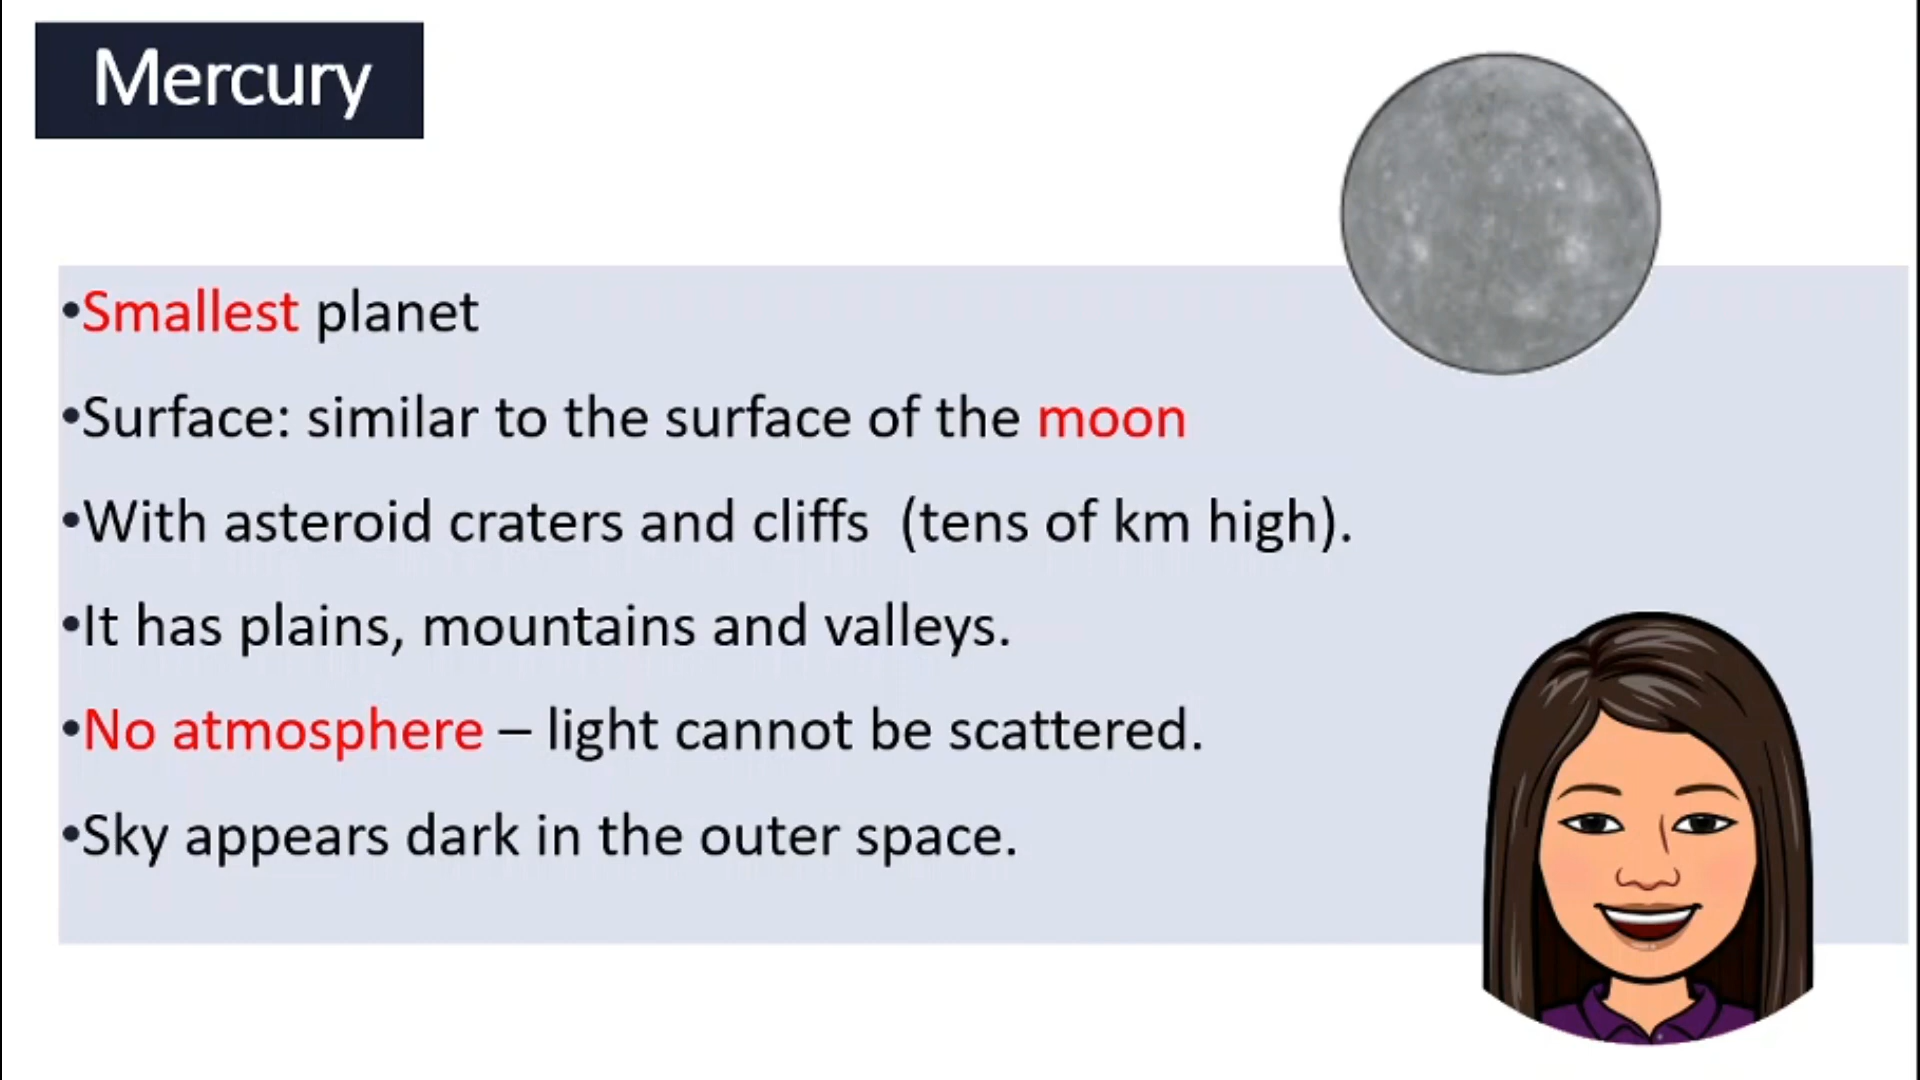 Mercury
•Smallest planet
•Surface: similar to the surface of the moon
•With asteroid craters and cliffs  (tens of km high).
•It has plains, mountains and valleys.
•No atmosphere – light cannot be scattered.
•Sky appears dark in the outer space.